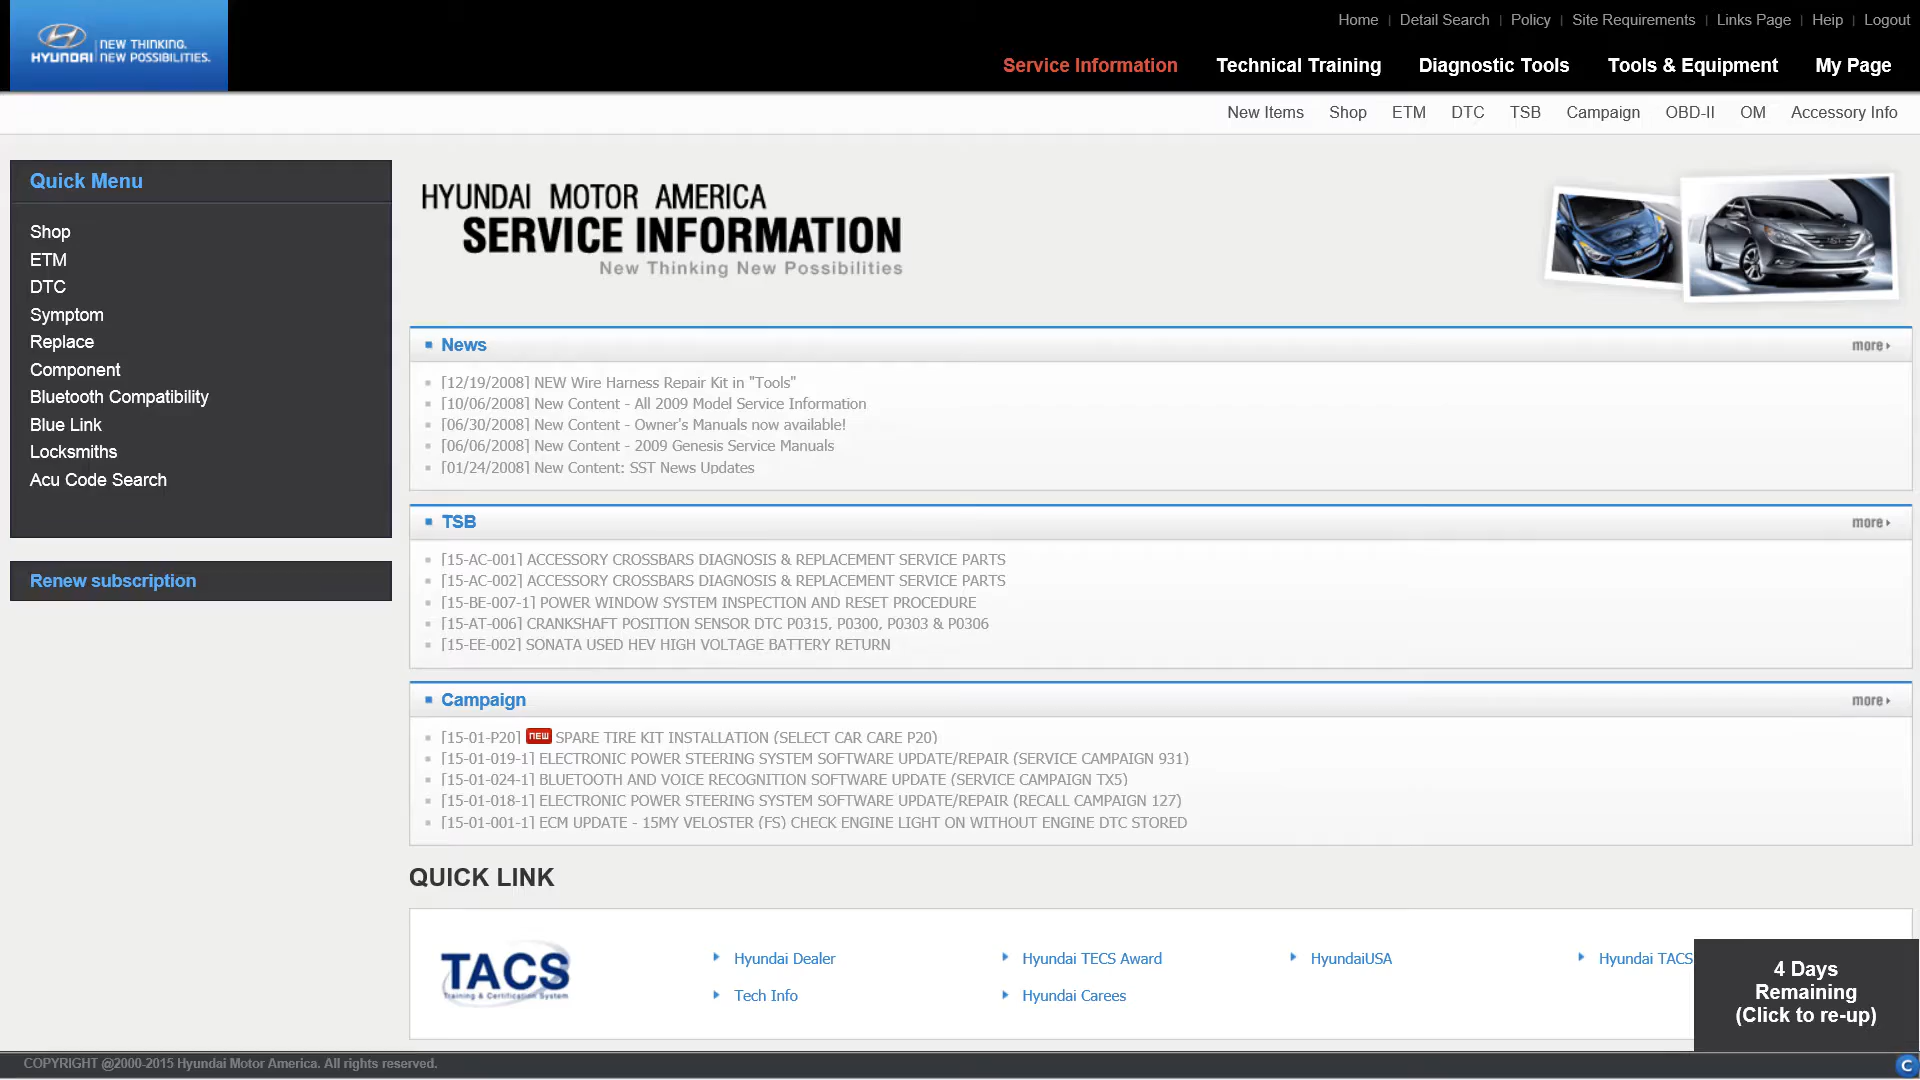 Home | Detail Search | Policy | Site Requirements | Links Page | Help | Logout
HYUNDAI | NEW THINKING. NEW POSSIBILITIES.
Service Information Technical Training Diagnostic Tools Tools & Equipment My Page
New Items Shop ETM DTC TSB Campaign OBD-II OM Accessory Info
Quick Menu
Shop
ETM
DTC
Symptom
Replace
Component
Bluetooth Compatibility
Blue Link
Locksmiths
Acu Code Search
Renew subscription
HYUNDAI MOTOR AMERICA
SERVICE INFORMATION
New Thinking New Possibilities
News more
[12/19/2008] NEW Wire Harness Repair Kit in "Tools"
[10/06/2008] New Content - All 2009 Model Service Information
[06/30/2008] New Content - Owner's Manuals now available!
[06/06/2008] New Content - 2009 Genesis Service Manuals
[01/24/2008] New Content: SST News Updates
TSB more
[15-AC-001] ACCESSORY CROSSBARS DIAGNOSIS & REPLACEMENT SERVICE PARTS
[15-AC-002] ACCESSORY CROSSBARS DIAGNOSIS & REPLACEMENT SERVICE PARTS
[15-BE-007-1] POWER WINDOW SYSTEM INSPECTION AND RESET PROCEDURE
[15-AT-006] CRANKSHAFT POSITION SENSOR DTC P0315, P0300, P0303 & P0306
[15-EE-002] SONATA USED HEV HIGH VOLTAGE BATTERY RETURN
Campaign more
[15-01-P20] NEW SPARE TIRE KIT INSTALLATION (SELECT CAR CARE P20)
[15-01-019-1] ELECTRONIC POWER STEERING SYSTEM SOFTWARE UPDATE/REPAIR (SERVICE CAMPAIGN 931)
[15-01-024-1] BLUETOOTH AND VOICE RECOGNITION SOFTWARE UPDATE (SERVICE CAMPAIGN TX5)
[15-01-018-1] ELECTRONIC POWER STEERING SYSTEM SOFTWARE UPDATE/REPAIR (RECALL CAMPAIGN 127)
[15-01-001-1] ECM UPDATE - 15MY VELOSTER (FS) CHECK ENGINE LIGHT ON WITHOUT ENGINE DTC STORED
QUICK LINK
TACS
Training & Certification System
Hyundai Dealer Hyundai TECS Award HyundaiUSA Hyundai TACS
Tech Info Hyundai Carees
4 Days
Remaining
(Click to re-up)
COPYRIGHT @2000-2015 Hyundai Motor America. All rights reserved.
C